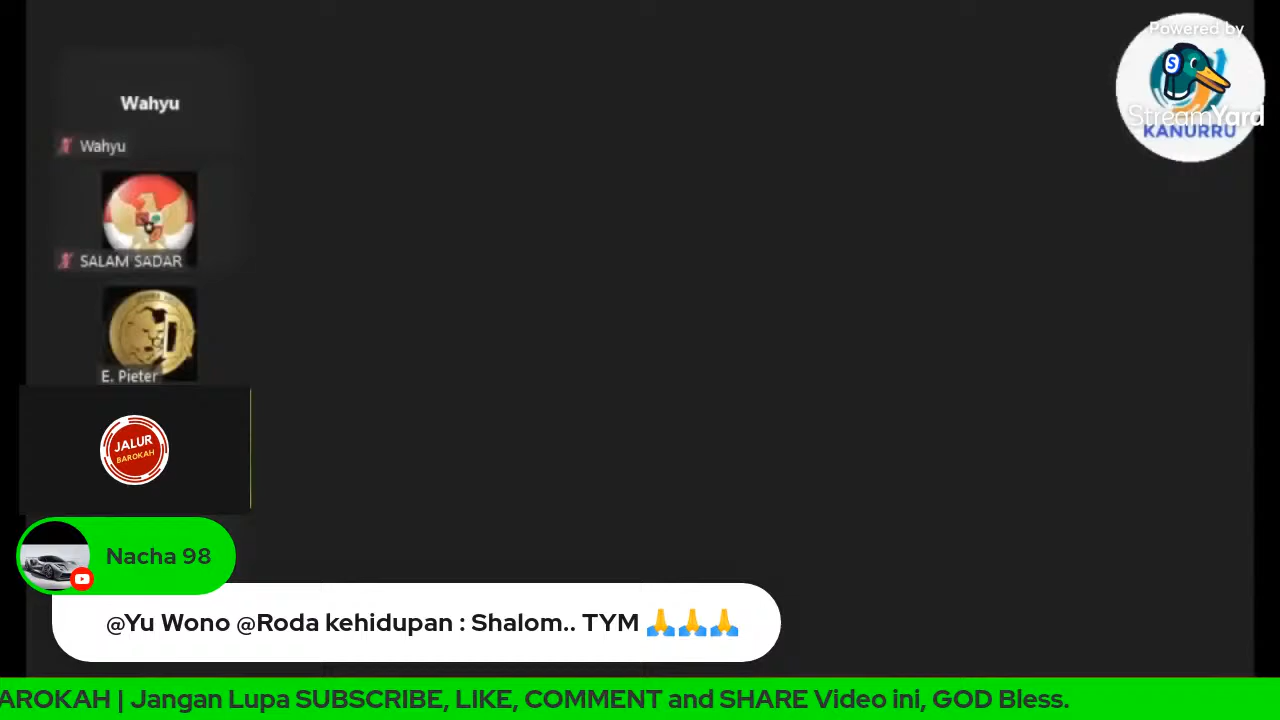 Powered by
StreamYard
KANURRU
Wahyu
Wahyu
SALAM SADAR
E. Pieter
JALUR
BAROKAH
Nacha 98
@Yu Wono @Roda kehidupan : Shalom.. TYM 🙏🙏🙏
AROKAH | Jangan Lupa SUBSCRIBE, LIKE, COMMENT and SHARE Video ini, GOD Bless.